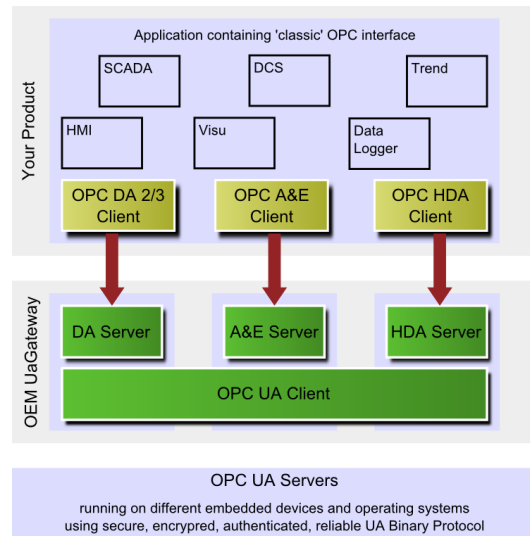 Your Product
Application containing 'classic' OPC interface
SCADA
DCS
Trend
HMI
Visu
Data
Logger
OPC DA 2/3
Client
OPC A&E
Client
OPC HDA
Client
OEM UaGateway
DA Server
A&E Server
HDA Server
OPC UA Client
OPC UA Servers
running on different embedded devices and operating systems
using secure, encrypred, authenticated, reliable UA Binary Protocol